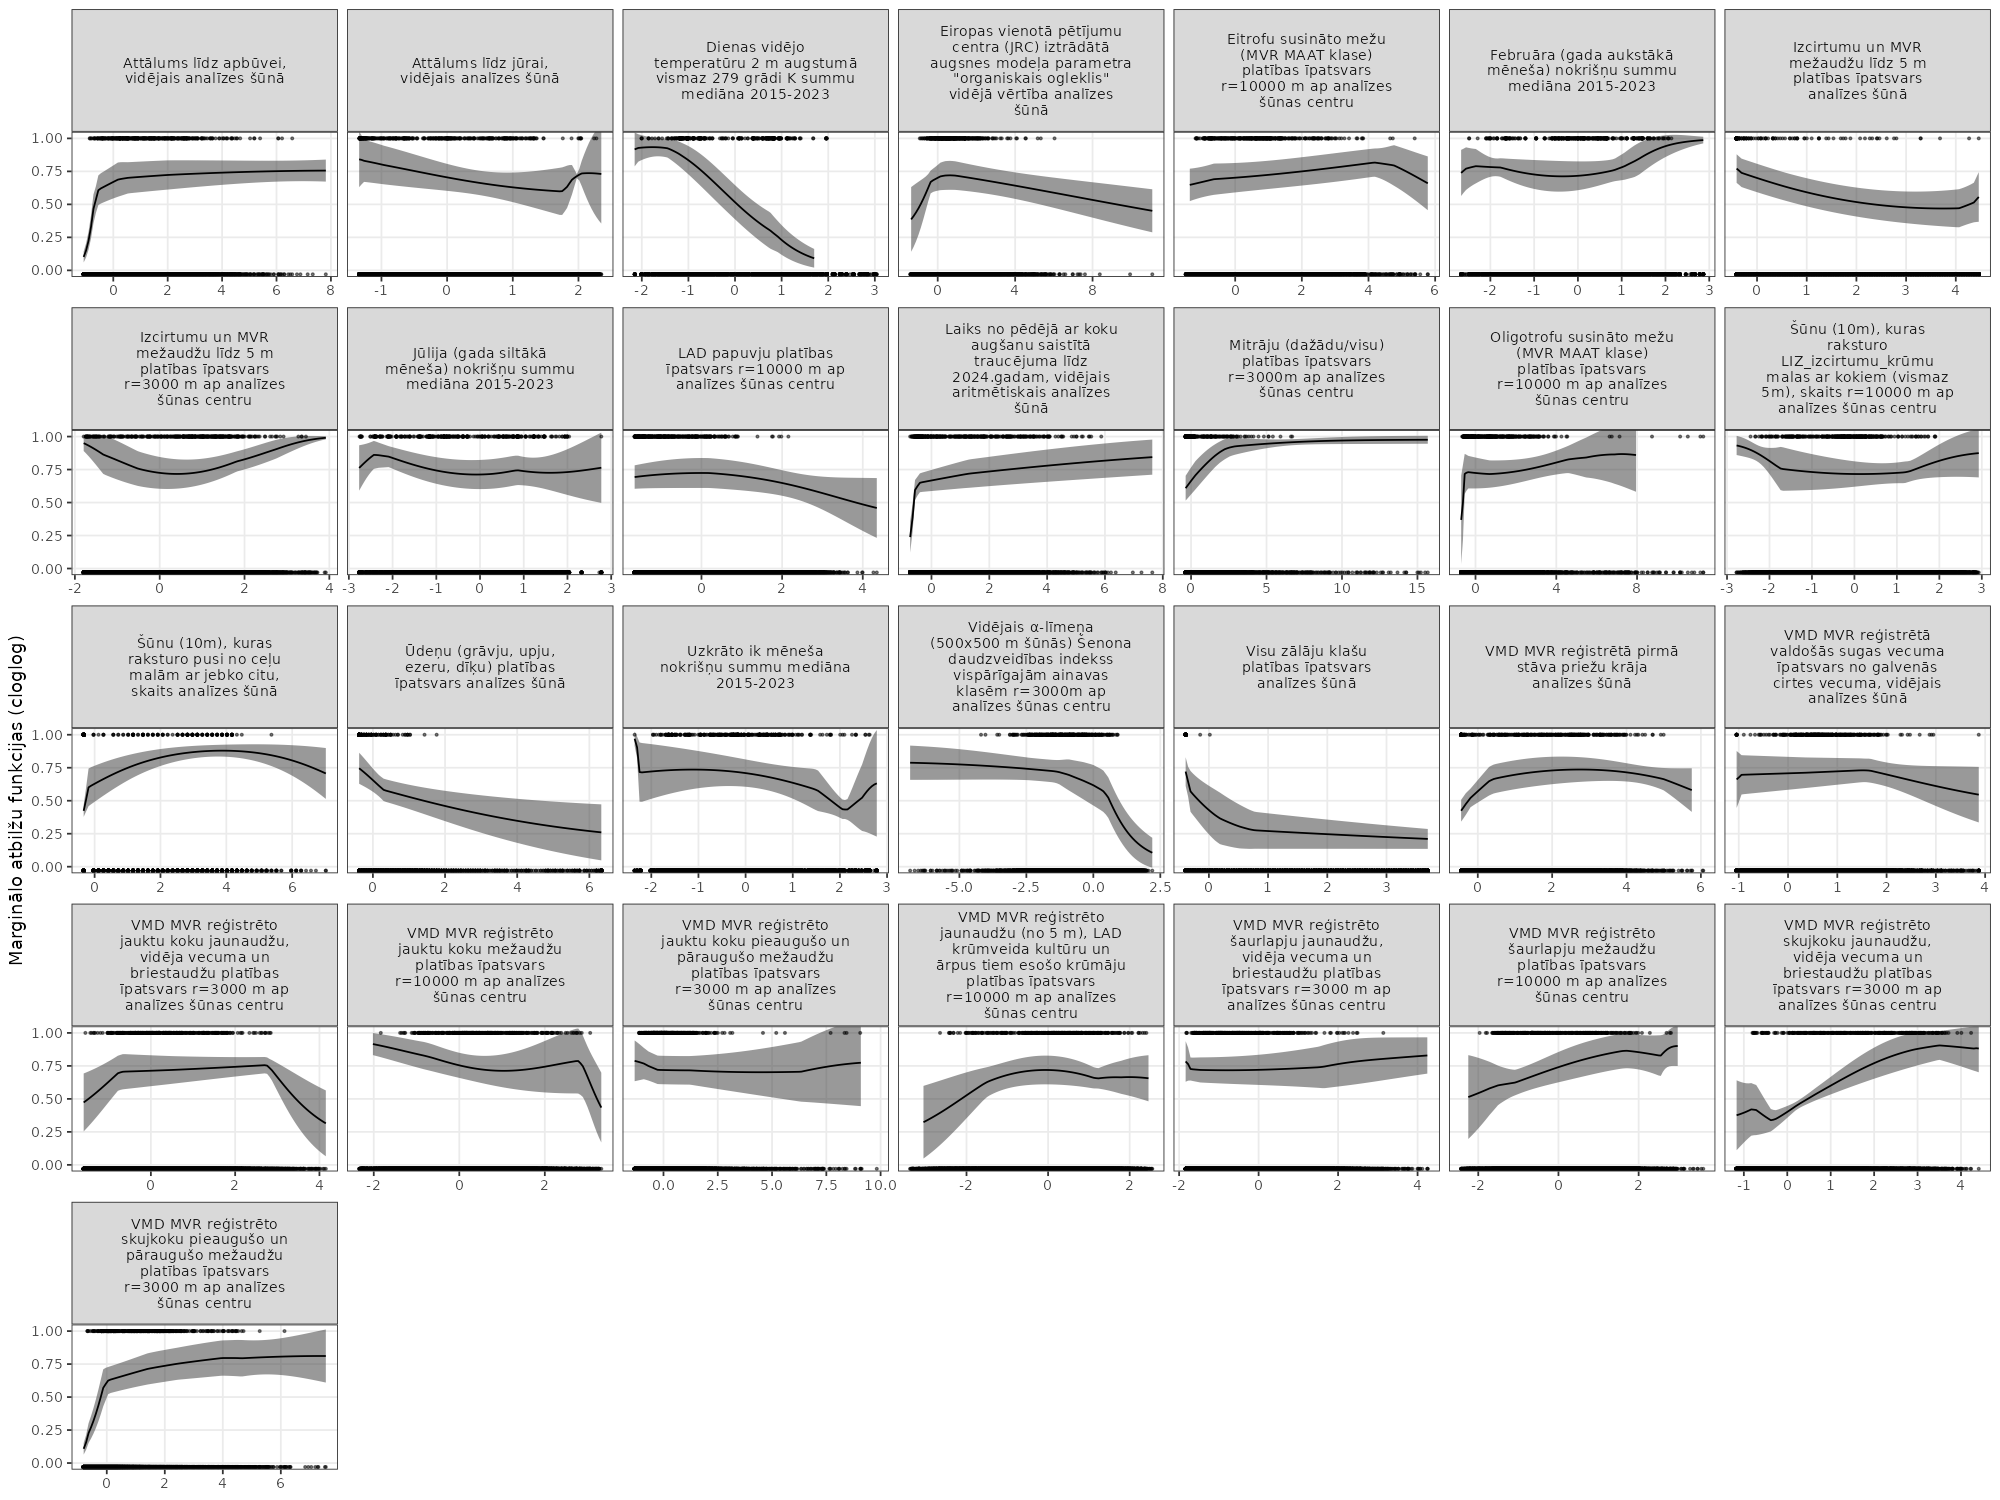 Attālums līdz apbūvei,
vidējais analīzes šūnā
Attālums līdz jūrai,
vidējais analīzes šūnā
Dienas vidējo
temperatūru 2 m augstumā
vismaz 279 grādi K summu
mediāna 2015-2023
Eiropas vienotā pētījumu
centra (JRC) iztrādātā
augsnes modeļa parametra
"organiskais ogleklis"
vidējā vērtība analīzes
šūnā
Eitrofu susināto mežu
(MVR MAAT klase)
platības īpatsvars
r=10000 m ap analīzes
šūnas centru
Februāra (gada aukstākā
mēneša) nokrišņu summu
mediāna 2015-2023
Izcirtumu un MVR
mežaudžu līdz 5 m
platības īpatsvars
analīzes šūnā
1.00
0.75
0.50
0.25
0.00
0 2 4 6 8
-1 0 1 2
-2 -1 0 1 2 3
0 4 8
0 2 4 6
-2 -1 0 1 2 3
0 1 2 3 4
Izcirtumu un MVR
mežaudžu līdz 5 m
platības īpatsvars
r=3000 m ap analīzes
šūnas centru
Jūlija (gada siltākā
mēneša) nokrišņu summu
mediāna 2015-2023
LAD papuvju platības
īpatsvars r=10000 m ap
analīzes šūnas centru
Laiks no pēdējā ar koku
augšanu saistītā
traucējuma līdz
2024.gadam, vidējais
aritmētiskais analīzes
šūnā
Mitrāju (dažādu/visu)
platības īpatsvars
r=3000m ap analīzes
šūnas centru
Oligotrofu susināto mežu
(MVR MAAT klase)
platības īpatsvars
r=10000 m ap analīzes
šūnas centru
Šūnu (10m), kuras
raksturo
LIZ_izcirtumu_krūmu
malas ar kokiem (vismaz
5m), skaits r=10000 m ap
analīzes šūnas centru
1.00
0.75
0.50
0.25
0.00
-2 0 2 4
-3 -2 -1 0 1 2 3
0 2 4
0 2 4 6 8
0 5 10 15
0 4 8
-3 -2 -1 0 1 2 3
Marginālo atbilžu funkcijas (cloglog)
Šūnu (10m), kuras
raksturo pusi no ceļu
malām ar jebko citu,
skaits analīzes šūnā
Ūdeņu (grāvju, upju,
ezeru, dīķu) platības
īpatsvars analīzes šūnā
Uzkrāto ik mēneša
nokrišņu summu mediāna
2015-2023
Vidējais α-līmeņa
(500x500 m šūnās) Šenona
daudzveidības indekss
vispārīgajām ainavas
klasēm r=3000m ap
analīzes šūnas centru
Visu zālāju klašu
platības īpatsvars
analīzes šūnā
VMD MVR reģistrētā pirmā
stāva priežu krāja
analīzes šūnā
VMD MVR reģistrētā
valdošās sugas vecuma
īpatsvars no galvenās
cirtes vecuma, vidējais
analīzes šūnā
1.00
0.75
0.50
0.25
0.00
0 2 4 6
0 2 4 6
-2 -1 0 1 2 3
-5.0 -2.5 0.0 2.5
0 1 2 3
0 2 4 6
-1 0 1 2 3 4
VMD MVR reģistrēto
jauktu koku jaunaudžu,
vidēja vecuma un
briestaudžu platības
īpatsvars r=3000 m ap
analīzes šūnas centru
VMD MVR reģistrēto
jauktu koku mežaudžu
platības īpatsvars
r=10000 m ap analīzes
šūnas centru
VMD MVR reģistrēto
jauktu koku pieaugušo un
pāraugušo mežaudžu
platības īpatsvars
r=3000 m ap analīzes
šūnas centru
VMD MVR reģistrēto
jaunaudžu (no 5 m), LAD
krūmveida kultūru un
ārpus tiem esošo krūmāju
platības īpatsvars
r=10000 m ap analīzes
šūnas centru
VMD MVR reģistrēto
šaurlapju jaunaudžu,
vidēja vecuma un
briestaudžu platības
īpatsvars r=3000 m ap
analīzes šūnas centru
VMD MVR reģistrēto
šaurlapju mežaudžu
platības īpatsvars
r=10000 m ap analīzes
šūnas centru
VMD MVR reģistrēto
skujkoku jaunaudžu,
vidēja vecuma un
briestaudžu platības
īpatsvars r=3000 m ap
analīzes šūnas centru
1.00
0.75
0.50
0.25
0.00
0 2 4
-2 0 2
0.0 2.5 5.0 7.5 10.0
-2 0 2
-2 0 2 4
-2 0 2
-1 0 1 2 3 4
VMD MVR reģistrēto
skujkoku pieaugušo un
pāraugušo mežaudžu
platības īpatsvars
r=3000 m ap analīzes
šūnas centru
1.00
0.75
0.50
0.25
0.00
0 2 4 6